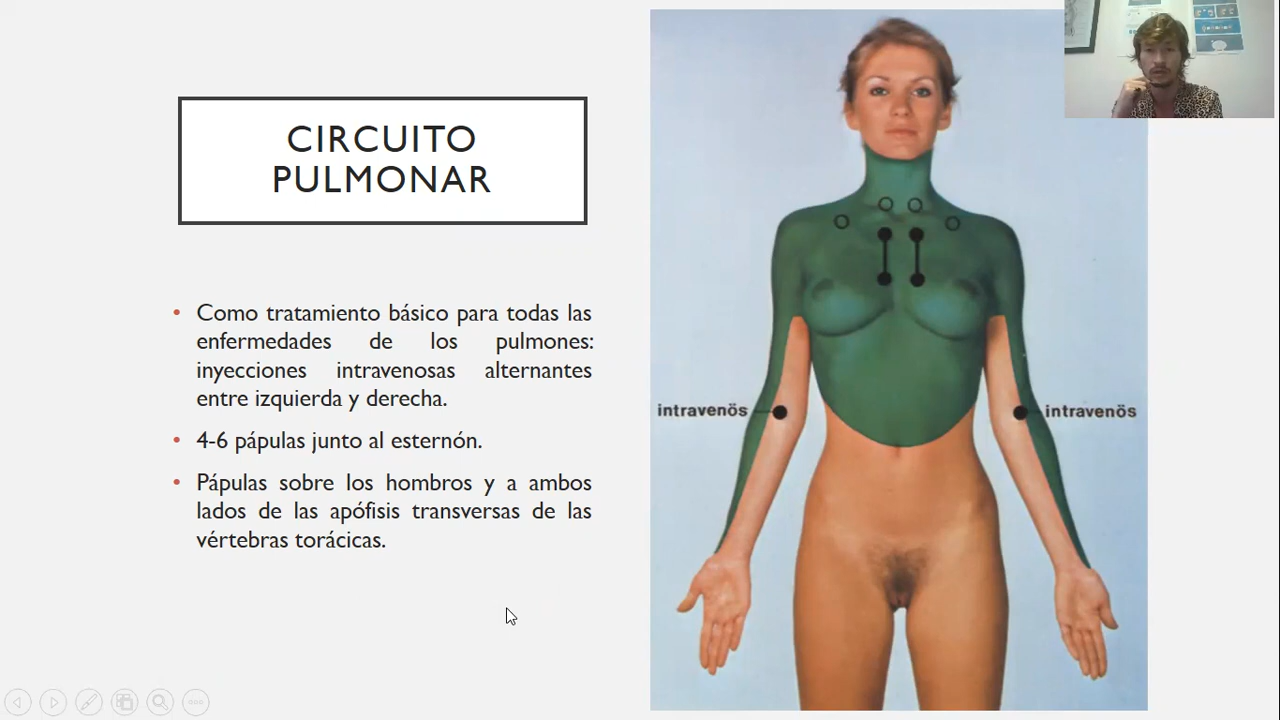 CIRCUITO
PULMONAR
• Como tratamiento básico para todas las
enfermedades de los pulmones:
inyecciones intravenosas alternantes
entre izquierda y derecha.
• 4-6 pápulas junto al esternón.
• Pápulas sobre los hombros y a ambos
lados de las apófisis transversas de las
vértebras torácicas.
intravenös
intravenös